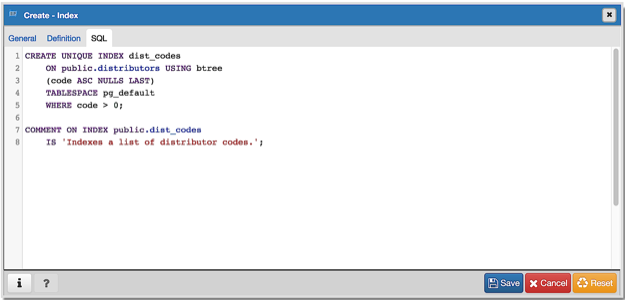 Create - Index
General Definition SQL
1 CREATE UNIQUE INDEX dist_codes
2 ON public.distributors USING btree
3 (code ASC NULLS LAST)
4 TABLESPACE pg_default
5 WHERE code > 0;
6
7 COMMENT ON INDEX public.dist_codes
8 IS 'Indexes a list of distributor codes.';
i ? Save Cancel Reset